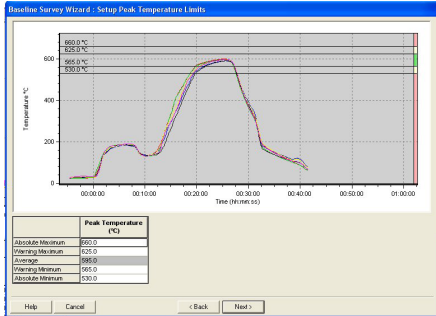 Baseline Survey Wizard : Setup Peak Temperature Limits
660.0 °C
625.0 °C
565.0 °C
530.0 °C
600
400
200
0
Temperature °C
00:00:00 00:10:00 00:20:00 00:30:00 00:40:00 00:50:00 01:00:00
Time (hh:mm:ss)
Peak Temperature
(°C)
Absolute Maximum 660.0
Warning Maximum 625.0
Average 595.0
Warning Minimum 565.0
Absolute Minimum 530.0
Help Cancel < Back Next >